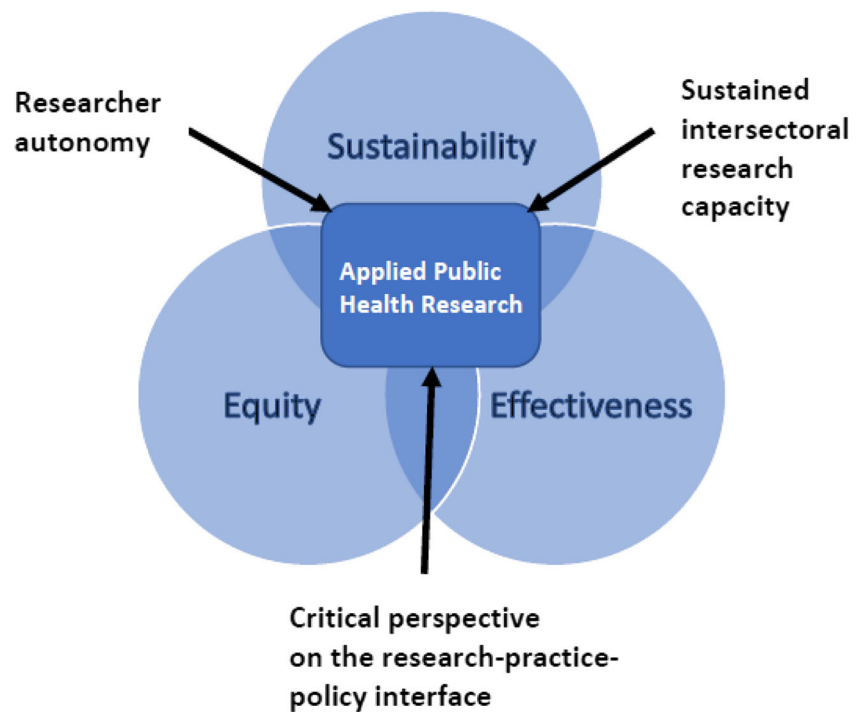 Researcher
autonomy
Sustainability
Sustained
intersectoral
research
capacity
Applied Public
Health Research
Equity
Effectiveness
Critical perspective
on the research-practice-
policy interface